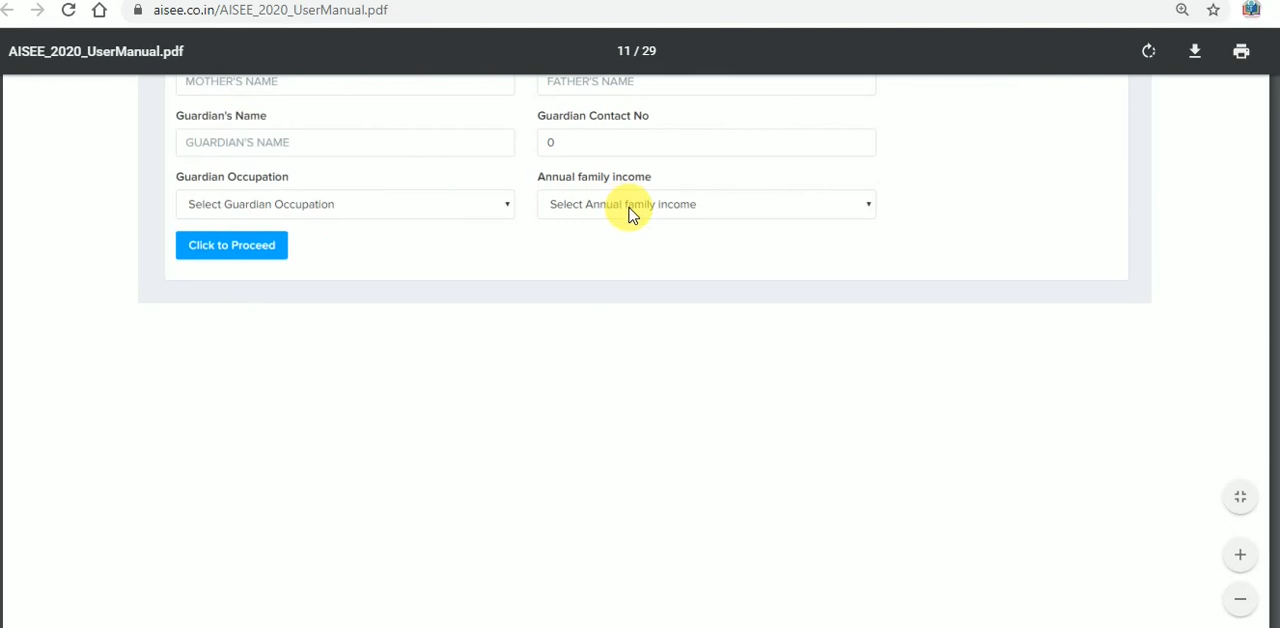 aisee.co.in/AISEE_2020_UserManual.pdf
AISEE_2020_UserManual.pdf 11 / 29
MOTHER'S NAME FATHER'S NAME
Guardian's Name Guardian Contact No
GUARDIAN'S NAME 0
Guardian Occupation Annual family income
Select Guardian Occupation Select Annual family income
Click to Proceed